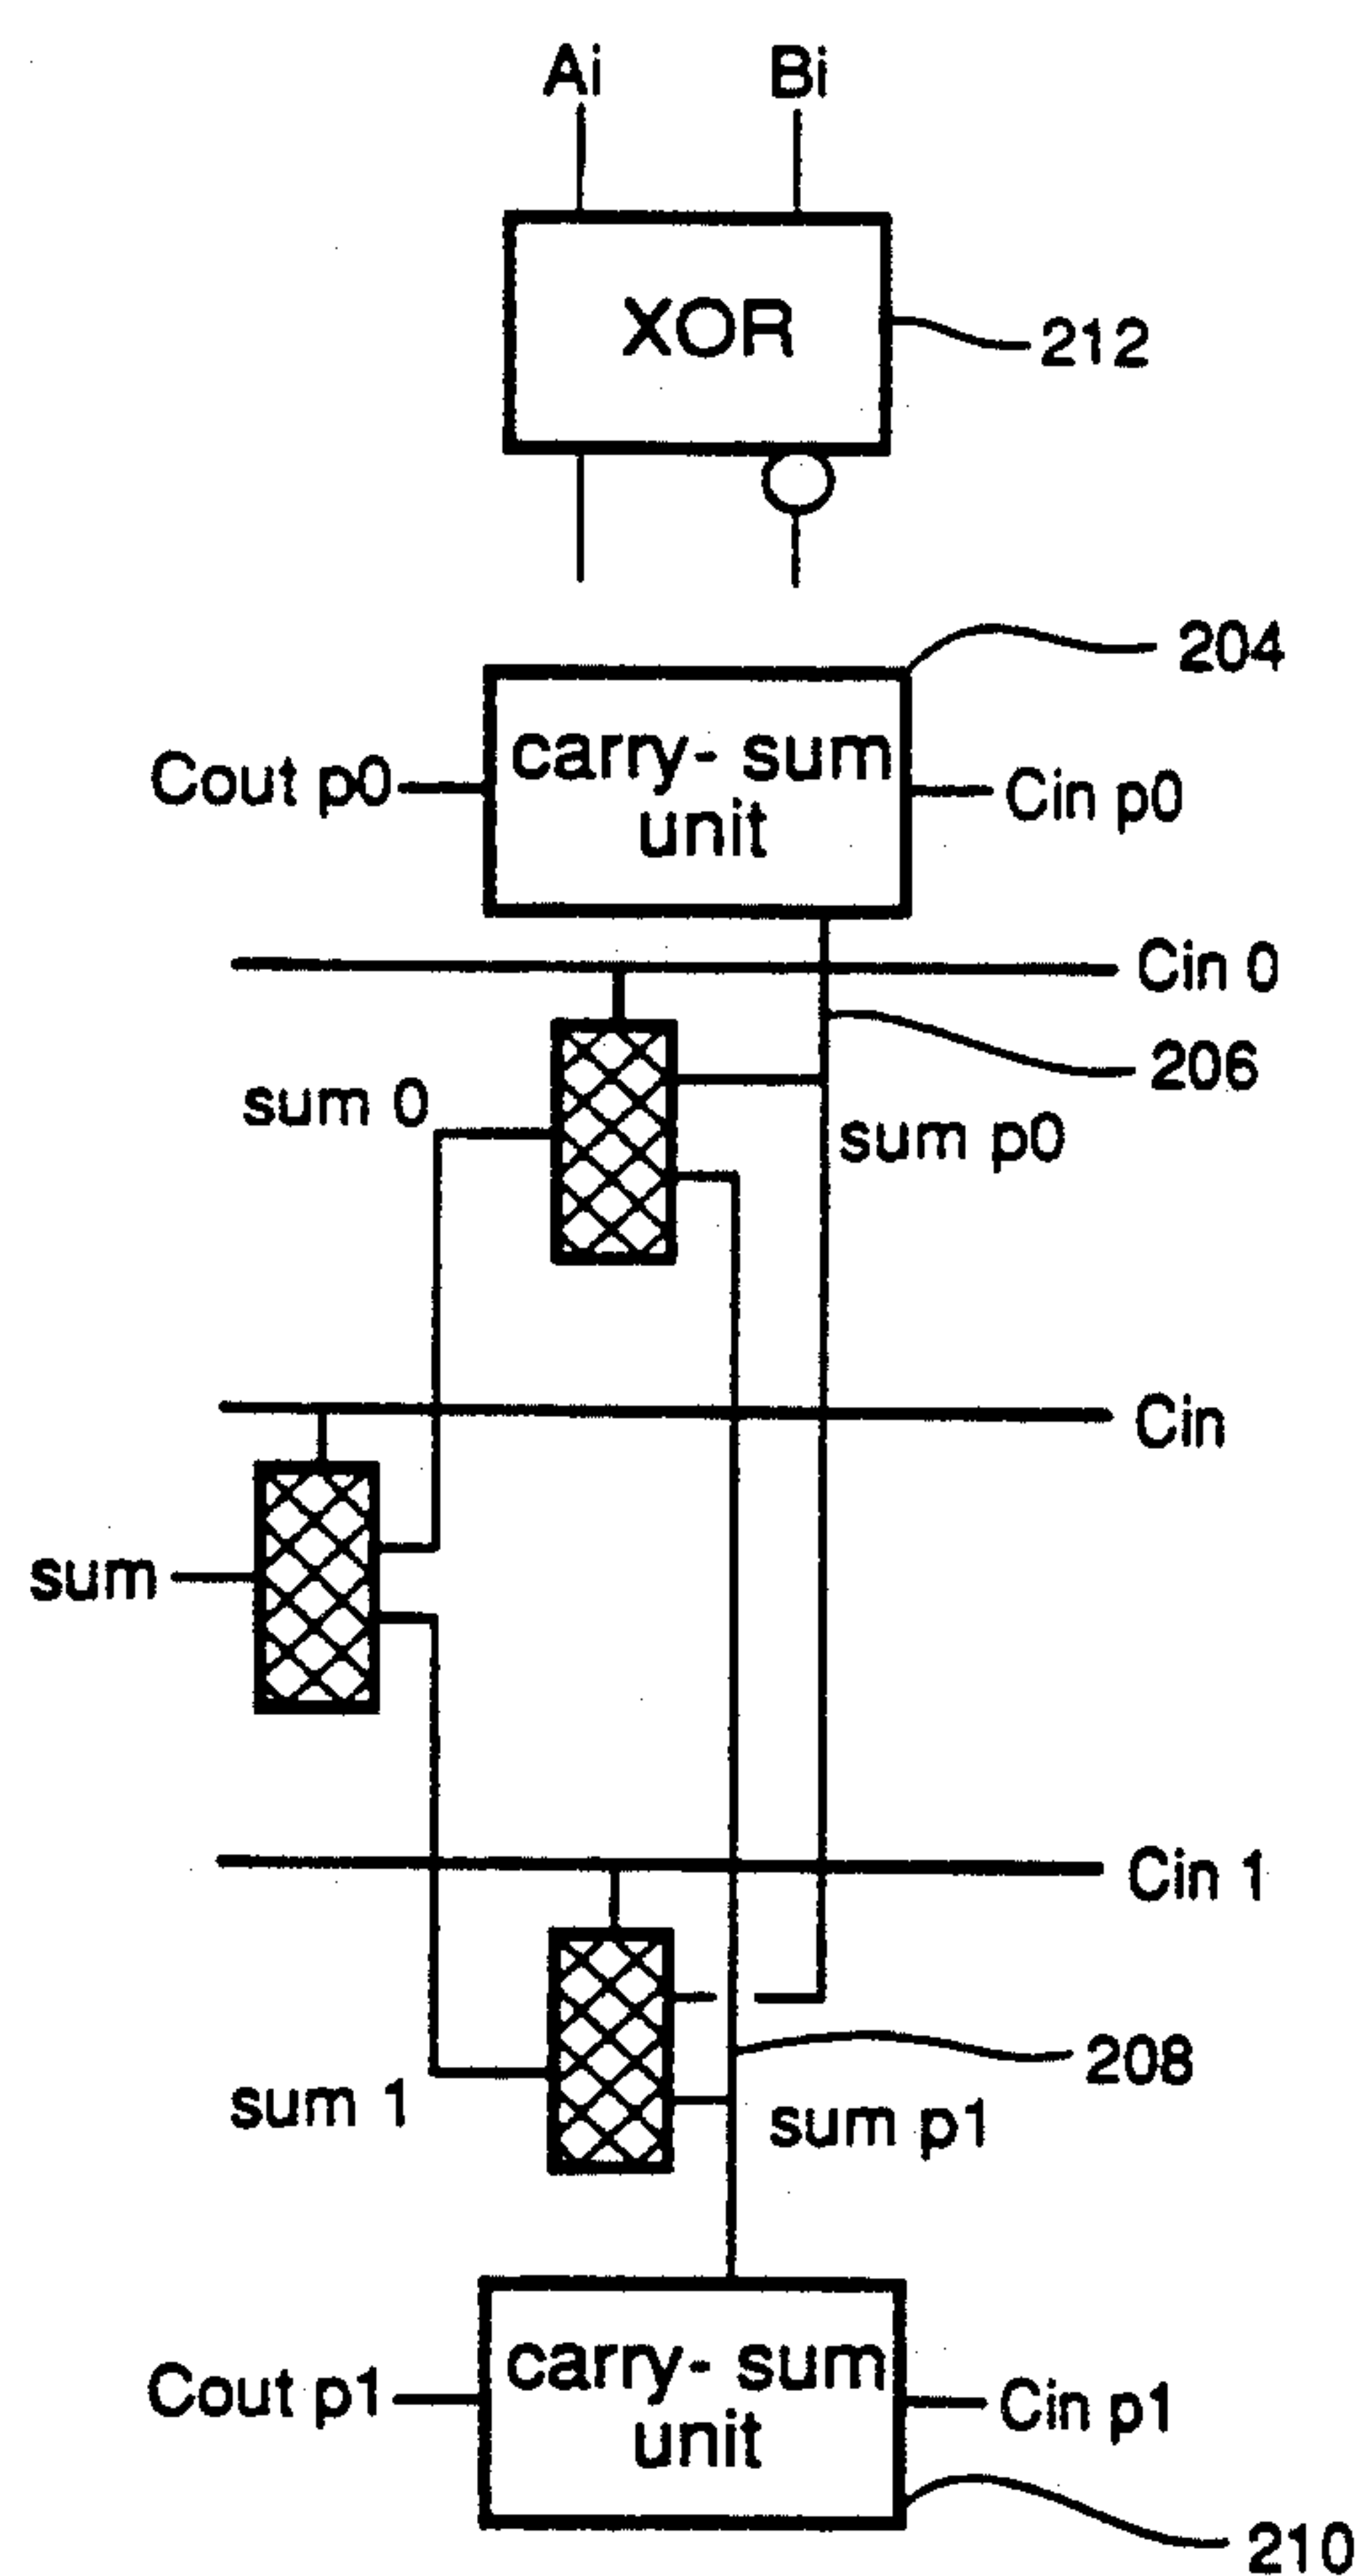 Ai
Bi
XOR
212
204
carry- sum
unit
Cout p0
Cin p0
Cin 0
206
sum 0
sum p0
Cin
sum
Cin 1
208
sum 1
sum p1
carry- sum
unit
Cout p1
Cin p1
210